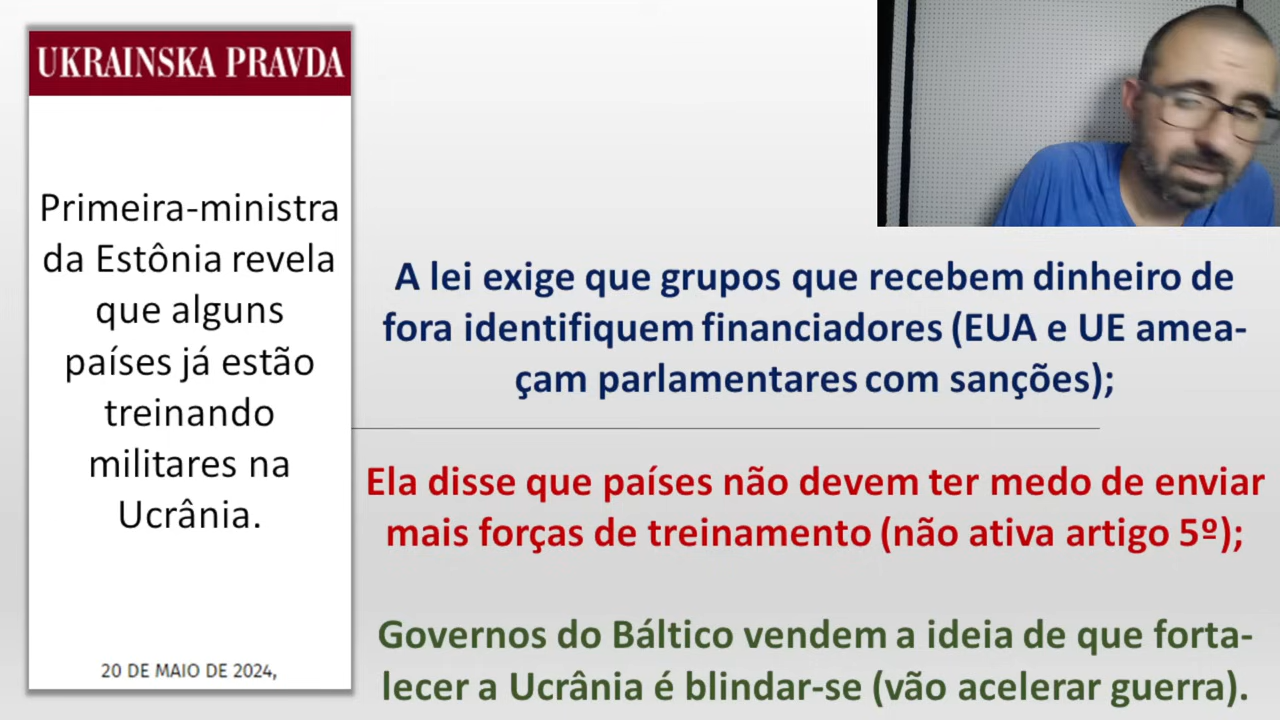 UKRAINSKA PRAVDA
Primeira-ministra
da Estônia revela
que alguns
países já estão
treinando
militares na
Ucrânia.
20 DE MAIO DE 2024,
A lei exige que grupos que recebem dinheiro de
fora identifiquem financiadores (EUA e UE amea-
çam parlamentares com sanções);
Ela disse que países não devem ter medo de enviar
mais forças de treinamento (não ativa artigo 5º);
Governos do Báltico vendem a ideia de que forta-
lecer a Ucrânia é blindar-se (vão acelerar guerra).